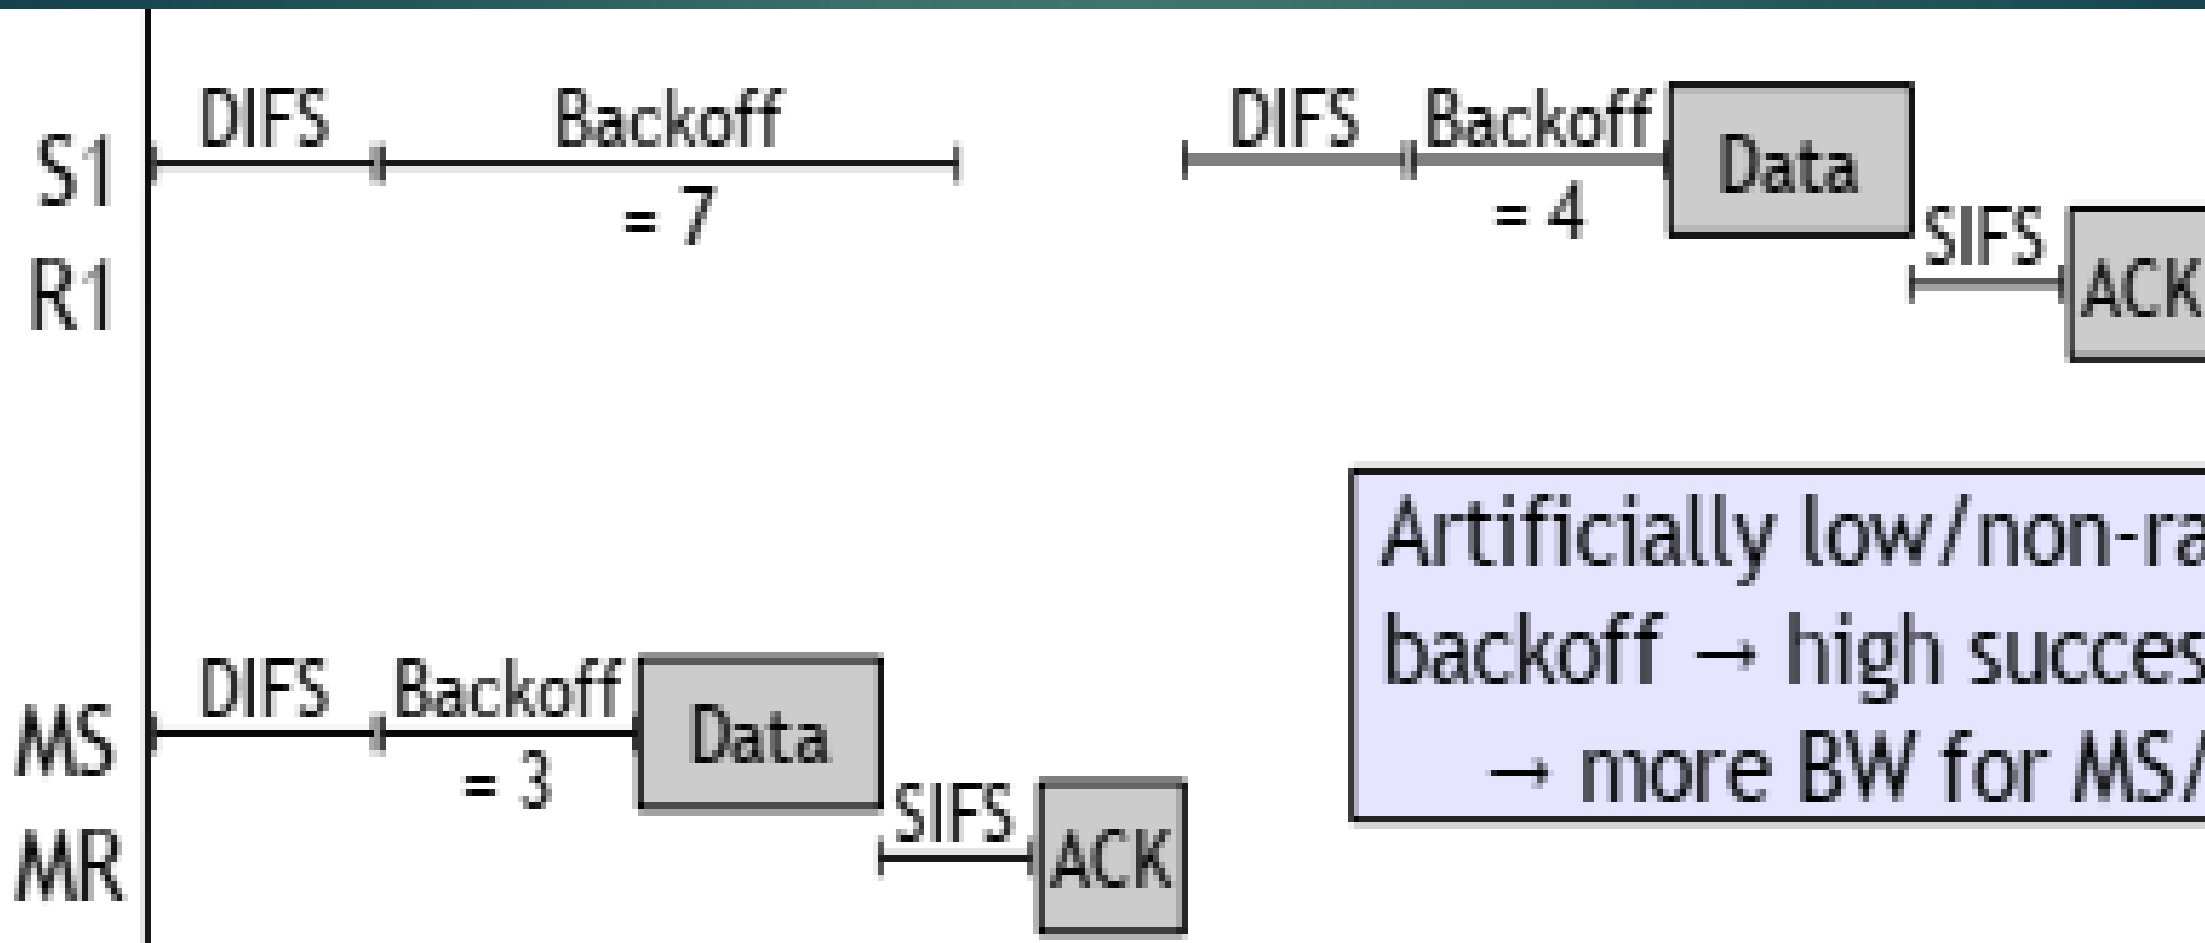 DIFS Backoff DIFS Backoff Data
S1
= 7 = 4
SIFS ACK
R1
Artificially low/non-ra
backoff → high succes
→ more BW for MS/
DIFS Backoff Data
MS
= 3
SIFS ACK
MR